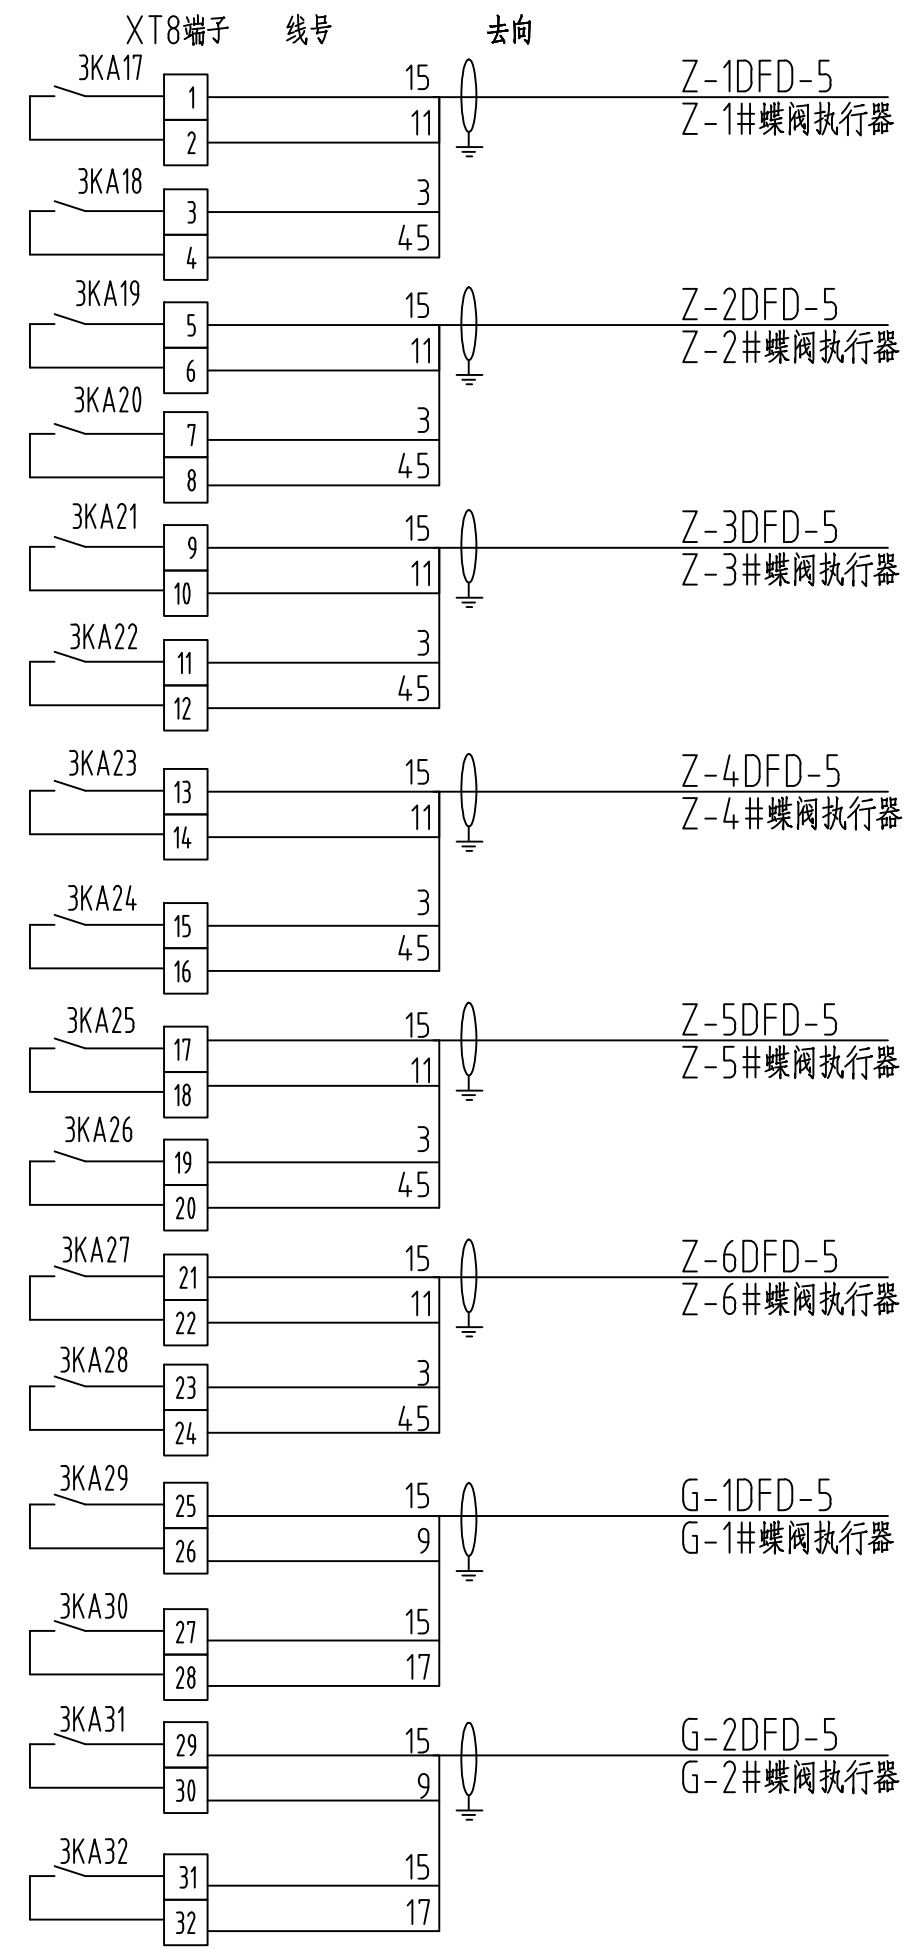 XT8端子 线号 去向
3KA17 1 15 Z-1DFD-5
2 11 Z-1#蝶阀执行器
3KA18 3 3
4 45
3KA19 5 15 Z-2DFD-5
6 11 Z-2#蝶阀执行器
3KA20 7 3
8 45
3KA21 9 15 Z-3DFD-5
10 11 Z-3#蝶阀执行器
3KA22 11 3
12 45
3KA23 13 15 Z-4DFD-5
14 11 Z-4#蝶阀执行器
3KA24 15 3
16 45
3KA25 17 15 Z-5DFD-5
18 11 Z-5#蝶阀执行器
3KA26 19 3
20 45
3KA27 21 15 Z-6DFD-5
22 11 Z-6#蝶阀执行器
3KA28 23 3
24 45
3KA29 25 15 G-1DFD-5
26 9 G-1#蝶阀执行器
3KA30 27 15
28 17
3KA31 29 15 G-2DFD-5
30 9 G-2#蝶阀执行器
3KA32 31 15
32 17